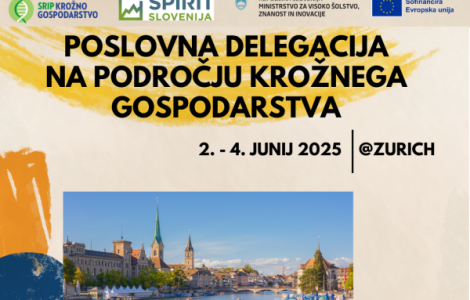 SRIP KROŽNO
GOSPODARSTVO
SPIRIT
SLOVENIJA
MINISTRSTVO ZA VISOKO ŠOLSTVO,
ZNANOST IN INOVACIJE
Sofinancira
Evropska unija
POSLOVNA DELEGACIJA
NA PODROČJU KROŽNEGA
GOSPODARSTVA
2. - 4. JUNIJ 2025 @ZURICH